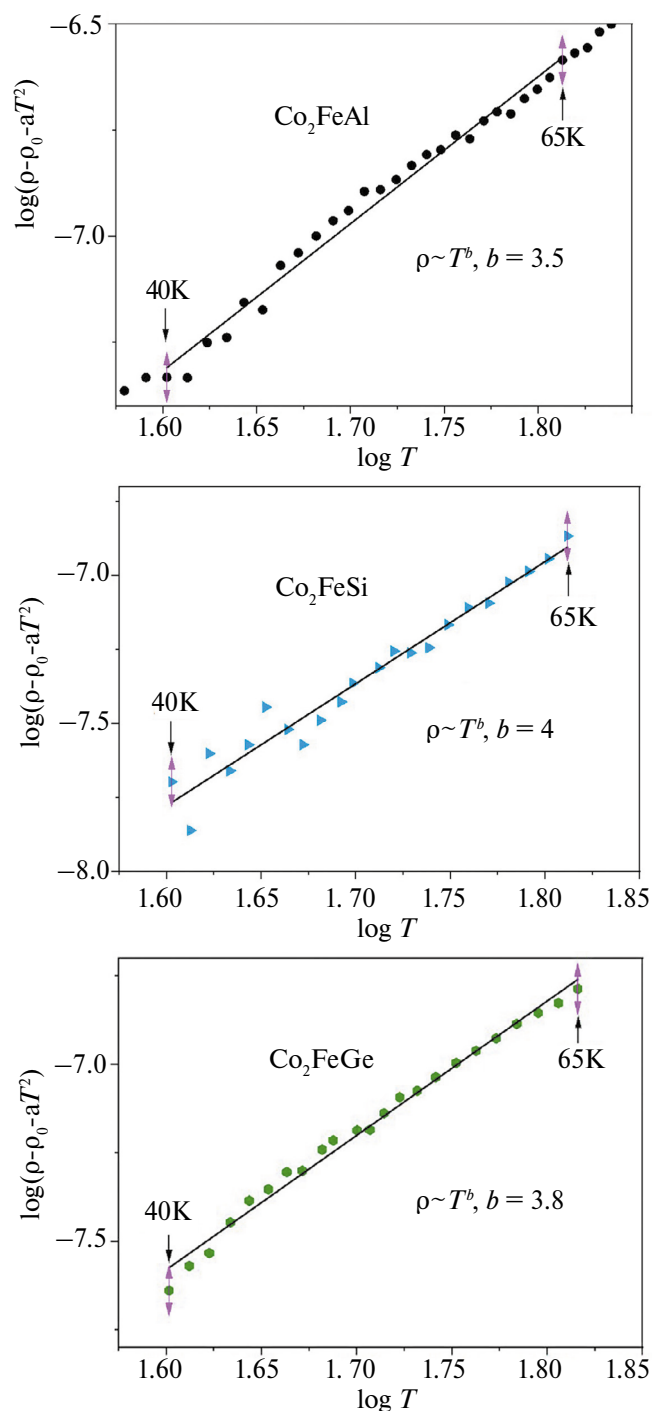 −6.5
Co₂FeAl
65K
log(ρ-ρ₀-aT²)
−7.0
ρ~Tᵇ, b = 3.5
40K
1.60 1.65 1.70 1.75 1.80
log T
−7.0
Co₂FeSi
65K
log(ρ-ρ₀-aT²)
40K
−7.5
ρ~Tᵇ, b = 4
−8.0
1.60 1.65 1. 70 1.75 1.80 1.85
log T
Co₂FeGe
−7.0
65K
log(ρ-ρ₀-aT²)
ρ~Tᵇ, b = 3.8
40K
−7.5
1.60 1.65 1. 70 1.75 1.80 1.85
log T